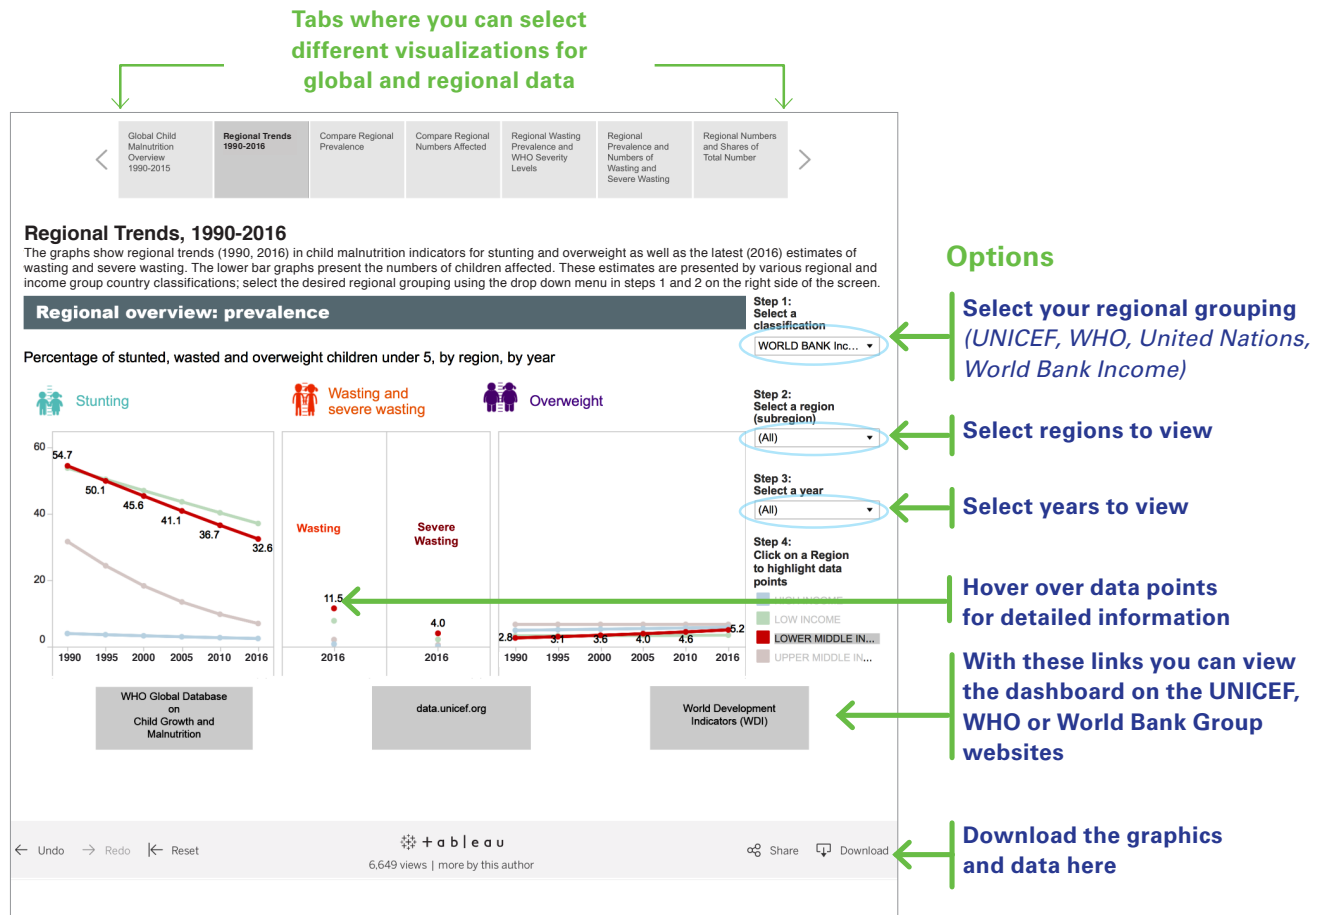 Tabs where you can select
different visualizations for
global and regional data
Global Child
Malnutrition
Overview
1990-2015
Regional Trends
1990-2016
Compare Regional
Prevalence
Compare Regional
Numbers Affected
Regional Wasting
Prevalence and
WHO Severity
Levels
Regional
Prevalence and
Numbers of
Wasting and
Severe Wasting
Regional Numbers
and Shares of
Total Number
Regional Trends, 1990-2016
The graphs show regional trends (1990, 2016) in child malnutrition indicators for stunting and overweight as well as the latest (2016) estimates of
wasting and severe wasting. The lower bar graphs present the numbers of children affected. These estimates are presented by various regional and
income group country classifications; select the desired regional grouping using the drop down menu in steps 1 and 2 on the right side of the screen.
Regional overview: prevalence
Percentage of stunted, wasted and overweight children under 5, by region, by year
Stunting
Wasting and
severe wasting
Overweight
60
40
20
0
54.7
50.1
45.6
41.1
36.7
32.6
1990 1995 2000 2005 2010 2016
Wasting
11.5
2016
Severe
Wasting
4.0
2016
2.8 3.1 3.6 4.0 4.6 5.2
1990 1995 2000 2005 2010 2016
Step 1:
Select a
classification
WORLD BANK Inc...
Step 2:
Select a region
(subregion)
(All)
Step 3:
Select a year
(All)
Step 4:
Click on a Region
to highlight data
points
HIGH INCOME
LOW INCOME
LOWER MIDDLE IN...
UPPER MIDDLE IN...
WHO Global Database
on
Child Growth and
Malnutrition
data.unicef.org
World Development
Indicators (WDI)
Undo
Redo
Reset
+ a b l e a u
6,649 views | more by this author
Share
Download
Options
Select your regional grouping
(UNICEF, WHO, United Nations,
World Bank Income)
Select regions to view
Select years to view
Hover over data points
for detailed information
With these links you can view
the dashboard on the UNICEF,
WHO or World Bank Group
websites
Download the graphics
and data here